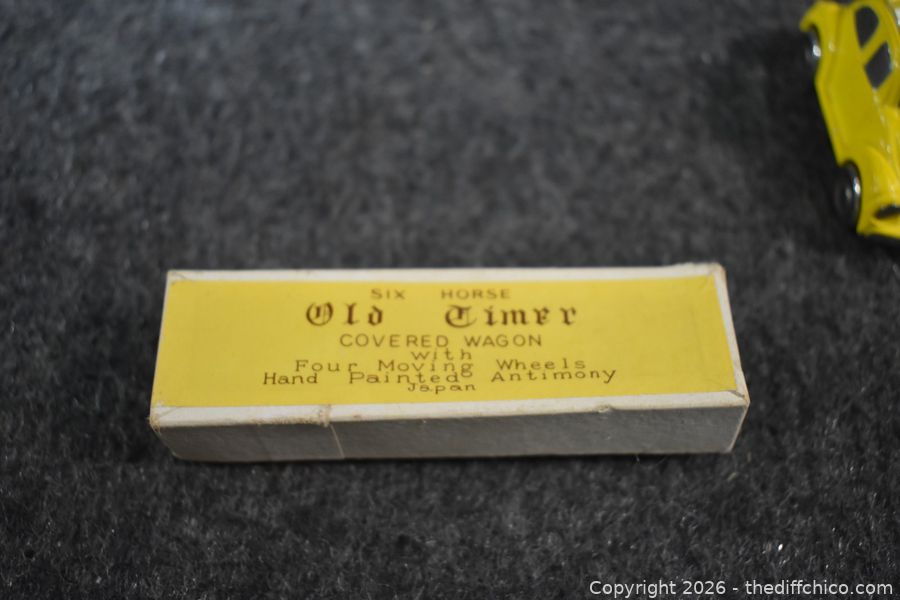 SIX HORSE
Old Timer
COVERED WAGON
with
Four Moving Wheels
Hand Painted Antimony
Japan
Copyright 2026 - thediffchico.com